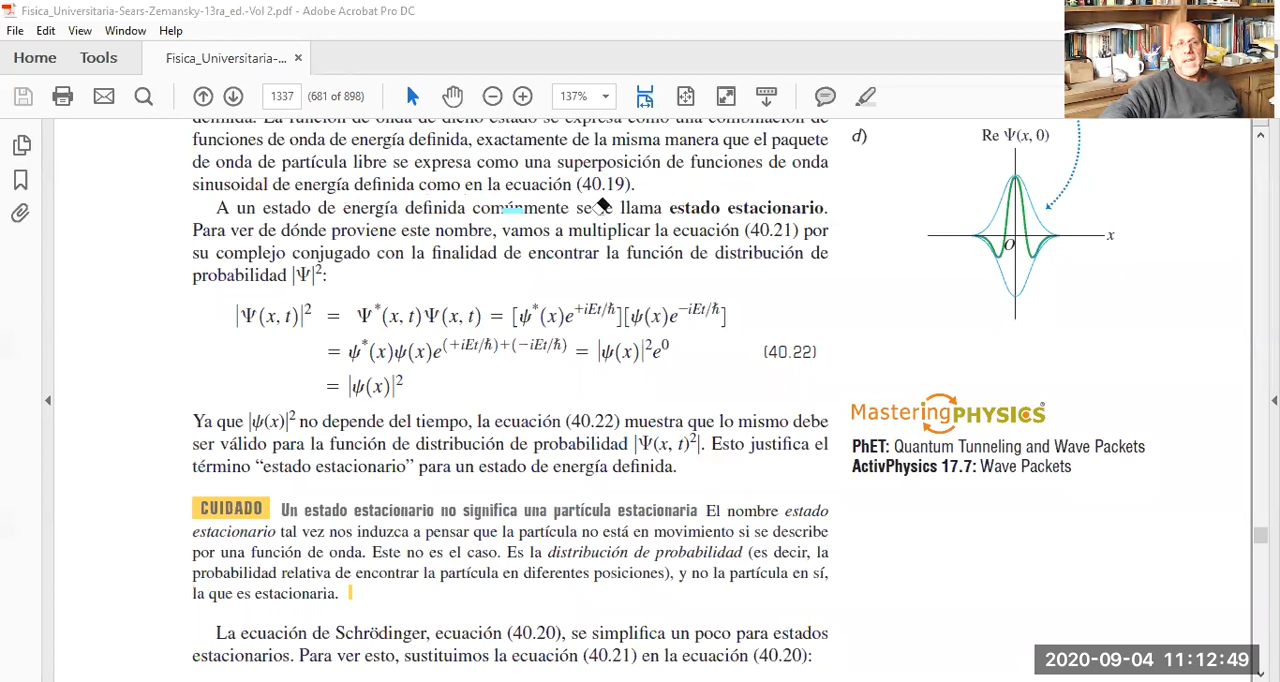 Fisica_Universitaria-Sears-Zemansky-13ra_ed.-Vol 2.pdf - Adobe Acrobat Pro DC
File Edit View Window Help
Home Tools Fisica_Universitaria-... ×
1337 (681 of 898) 137%
funciones de onda de energía definida, exactamente de la misma manera que el paquete
de onda de partícula libre se expresa como una superposición de funciones de onda
sinusoidal de energía definida como en la ecuación (40.19).
A un estado de energía definida comúnmente se le llama estado estacionario.
Para ver de dónde proviene este nombre, vamos a multiplicar la ecuación (40.21) por
su complejo conjugado con la finalidad de encontrar la función de distribución de
probabilidad |Ψ|²:
|Ψ(x, t)|² = Ψ*(x, t)Ψ(x, t) = [ψ*(x)e^{+iEt/ħ}][ψ(x)e^{-iEt/ħ}]
= ψ*(x)ψ(x)e^{(+iEt/ħ)+(-iEt/ħ)} = |ψ(x)|²e⁰ (40.22)
= |ψ(x)|²
Ya que |ψ(x)|² no depende del tiempo, la ecuación (40.22) muestra que lo mismo debe
ser válido para la función de distribución de probabilidad |Ψ(x, t)²|. Esto justifica el
término “estado estacionario” para un estado de energía definida.
CUIDADO Un estado estacionario no significa una partícula estacionaria El nombre estado
estacionario tal vez nos induzca a pensar que la partícula no está en movimiento si se describe
por una función de onda. Este no es el caso. Es la distribución de probabilidad (es decir, la
probabilidad relativa de encontrar la partícula en diferentes posiciones), y no la partícula en sí,
la que es estacionaria.
La ecuación de Schrödinger, ecuación (40.20), se simplifica un poco para estados
estacionarios. Para ver esto, sustituimos la ecuación (40.21) en la ecuación (40.20):
d) Re Ψ(x, 0)
x
O
MasteringPHYSICS®
PhET: Quantum Tunneling and Wave Packets
ActivPhysics 17.7: Wave Packets
2020-09-04 11:12:49